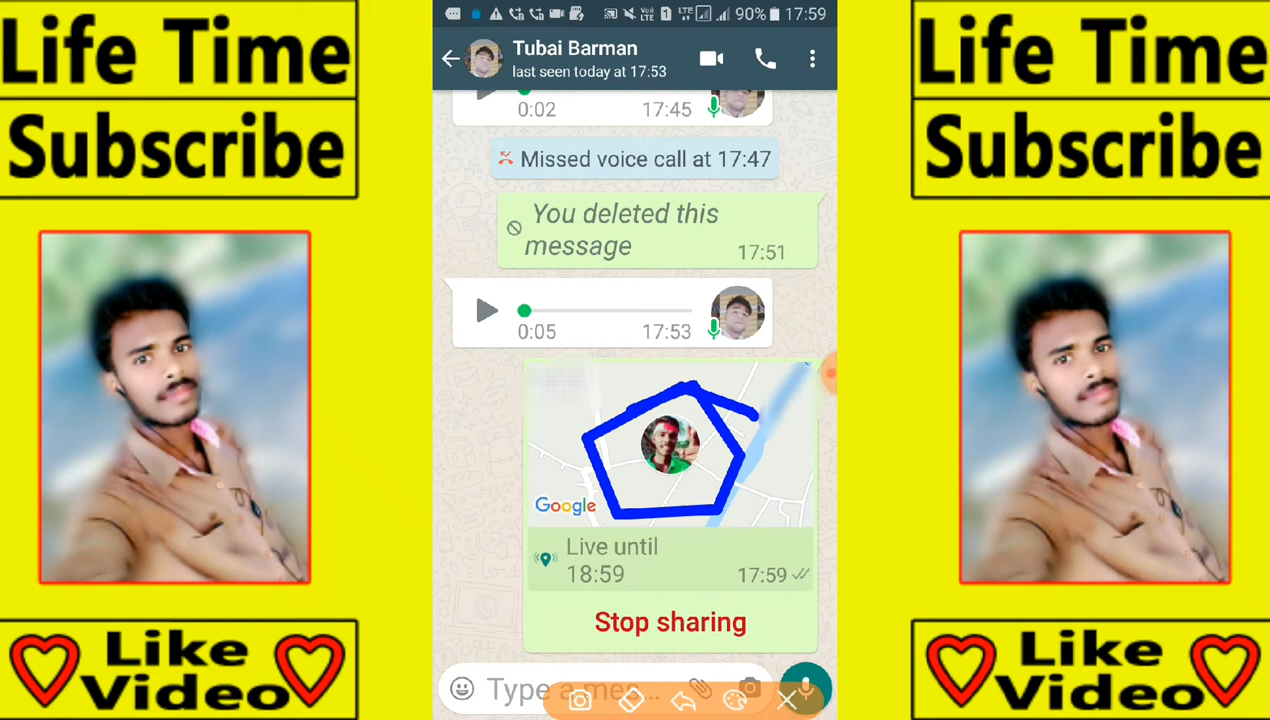 Life Time
Subscribe
Like
Video
90% 17:59
Tubai Barman
last seen today at 17:53
0:02 17:45
Missed voice call at 17:47
You deleted this
message 17:51
0:05 17:53
Google
Live until
18:59 17:59
Stop sharing
Type a mes...
Life Time
Subscribe
Like
Video